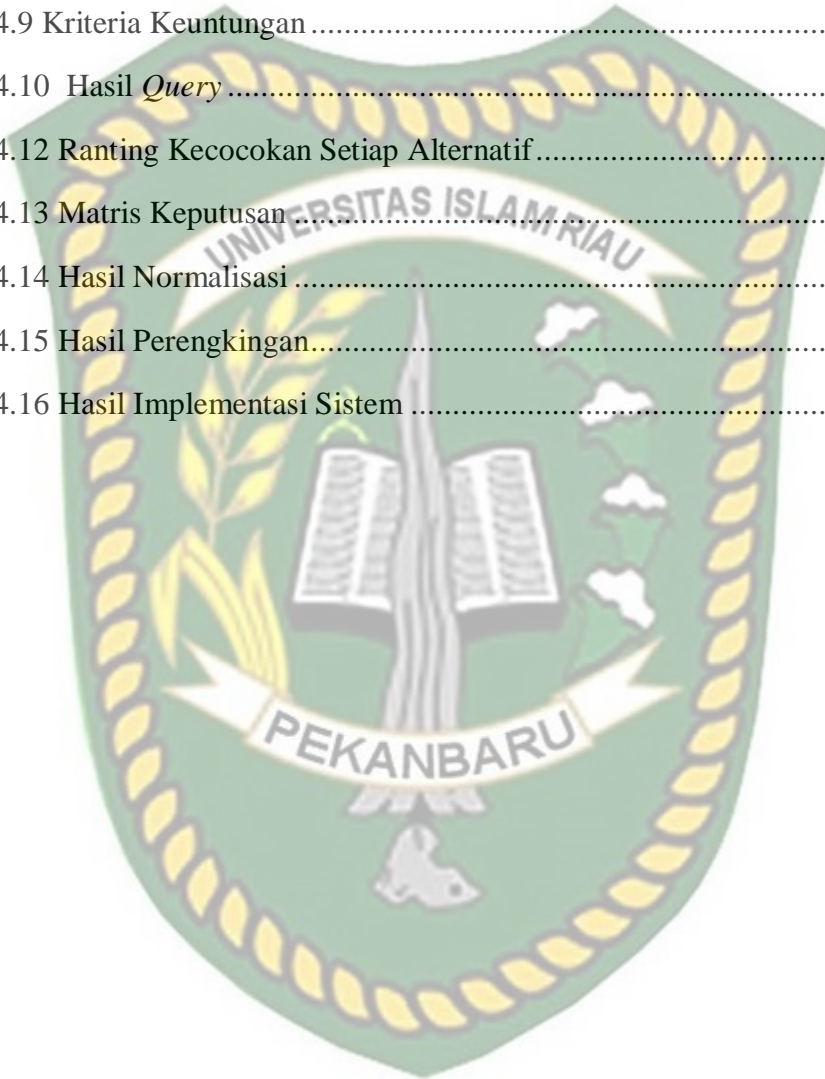 4.9 Kriteria Keuntungan ................................................................
4.10  Hasil Query ..........................................................................
4.12 Ranting Kecocokan Setiap Alternatif ....................................
4.13 Matris Keputusan ..................................................................
4.14 Hasil Normalisasi ..................................................................
4.15 Hasil Perengkingan................................................................
4.16 Hasil Implementasi Sistem ....................................................
UNIVERSITAS ISLAM RIAU
PEKANBARU